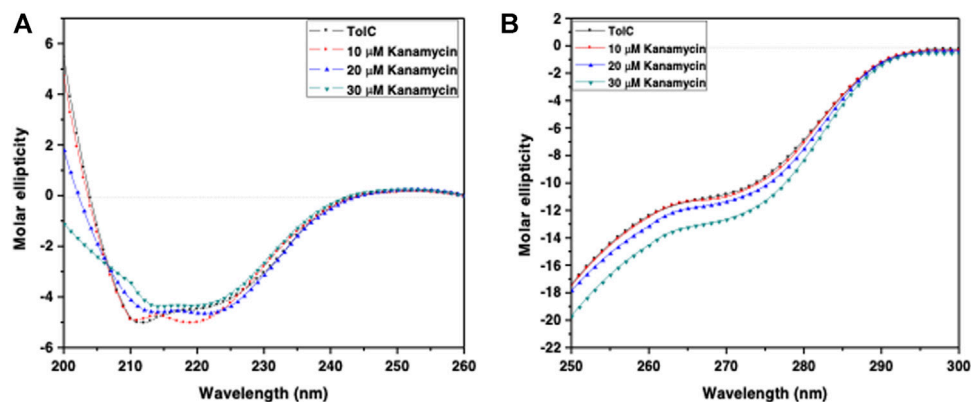 A
TolC
10 μM Kanamycin
20 μM Kanamycin
30 μM Kanamycin
Molar ellipticity
6
4
2
0
-2
-4
-6
200 210 220 230 240 250 260
Wavelength (nm)
B
TolC
10 μM Kanamycin
20 μM Kanamycin
30 μM Kanamycin
Molar ellipticity
2
0
-2
-4
-6
-8
-10
-12
-14
-16
-18
-20
-22
250 260 270 280 290 300
Wavelength (nm)